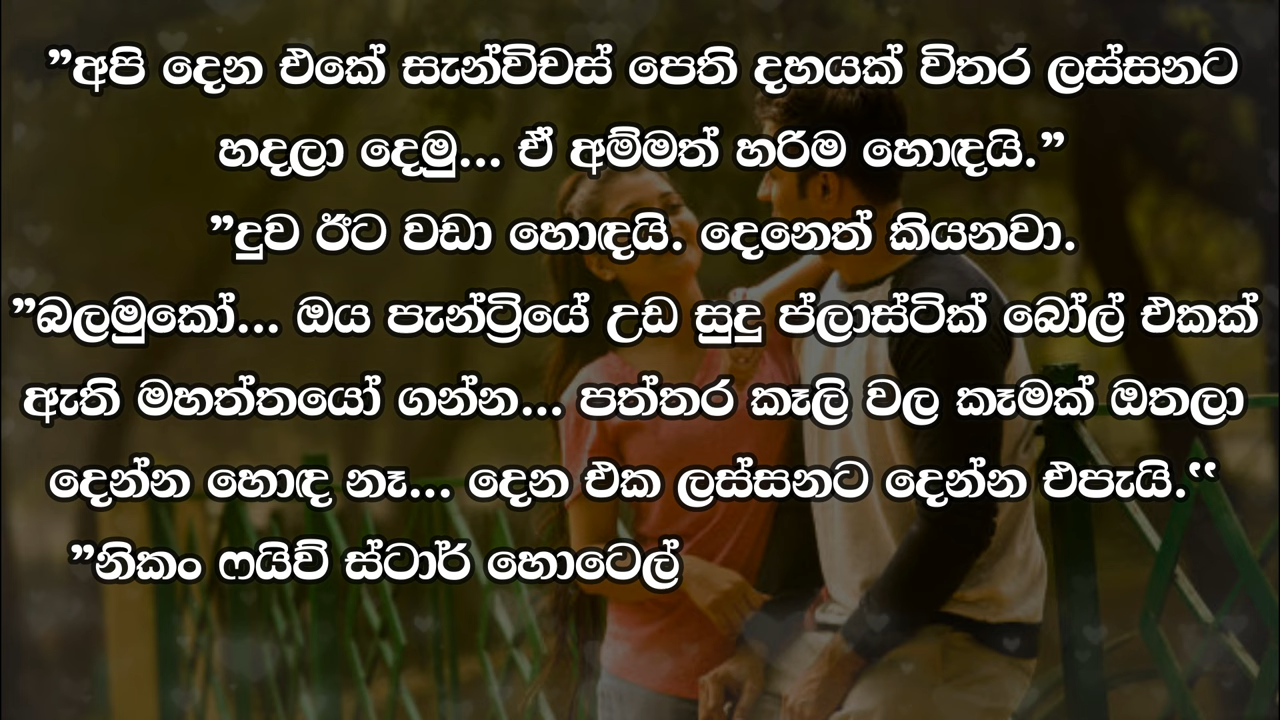 ”අපි දෙන එකේ සැන්විචස් පෙති දහයක් විතර ලස්සනට
හදලා දෙමු... ඒ අම්මත් හරිම හොඳයි.”
”දුව ඊට වඩා හොඳයි. දෙනෙත් කියනවා.
”බලමුකෝ... ඔය පැන්ට්‍රියේ උඩ සුදු ප්ලාස්ටික් බෝල් එකක්
ඇති මහත්තයෝ ගන්න... පත්තර කෑලි වල කෑමක් ඔතලා
දෙන්න හොඳ නෑ... දෙන එක ලස්සනට දෙන්න එපැයි.“
”නිකං ෆයිව් ස්ටාර් හොටෙල්